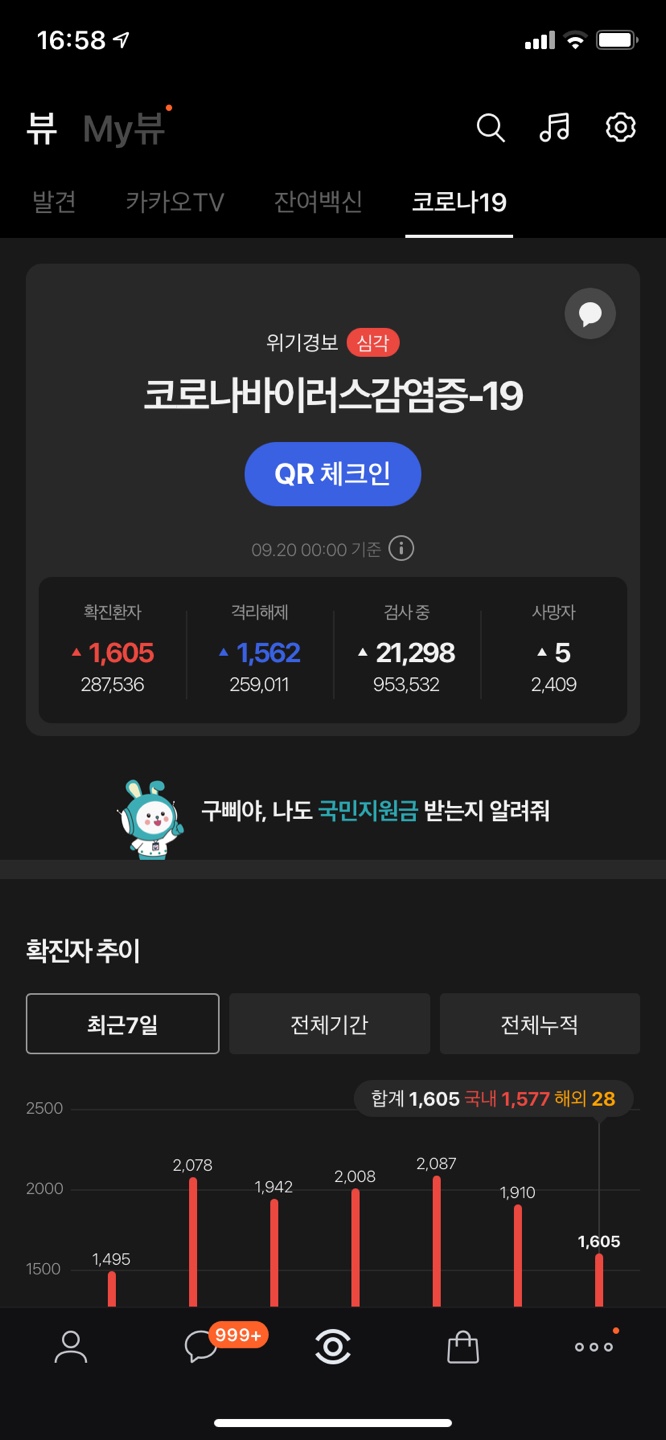 16:58
뷰 My뷰
발견 카카오TV 잔여백신 코로나19
위기경보 심각
코로나바이러스감염증-19
QR 체크인
09.20 00:00 기준
확진환자 격리해제 검사 중 사망자
▲ 1,605 ▲ 1,562 ▲ 21,298 ▲ 5
287,536 259,011 953,532 2,409
구삐야, 나도 국민지원금 받는지 알려줘
확진자 추이
최근7일 전체기간 전체누적
합계 1,605 국내 1,577 해외 28
2500
2,078 1,942 2,008 2,087 1,910
2000
1,495 1,605
1500
999+